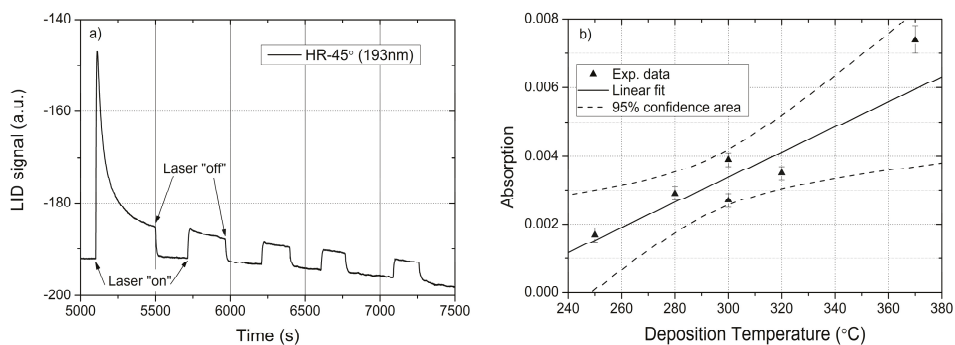 a)
HR-45° (193nm)
Laser "off"
Laser "on"
LID signal (a.u.)
-140
-160
-180
-200
5000 5500 6000 6500 7000 7500
Time (s)
b)
Exp. data
Linear fit
95% confidence area
Absorption
0.008
0.006
0.004
0.002
0.000
240 260 280 300 320 340 360 380
Deposition Temperature (°C)